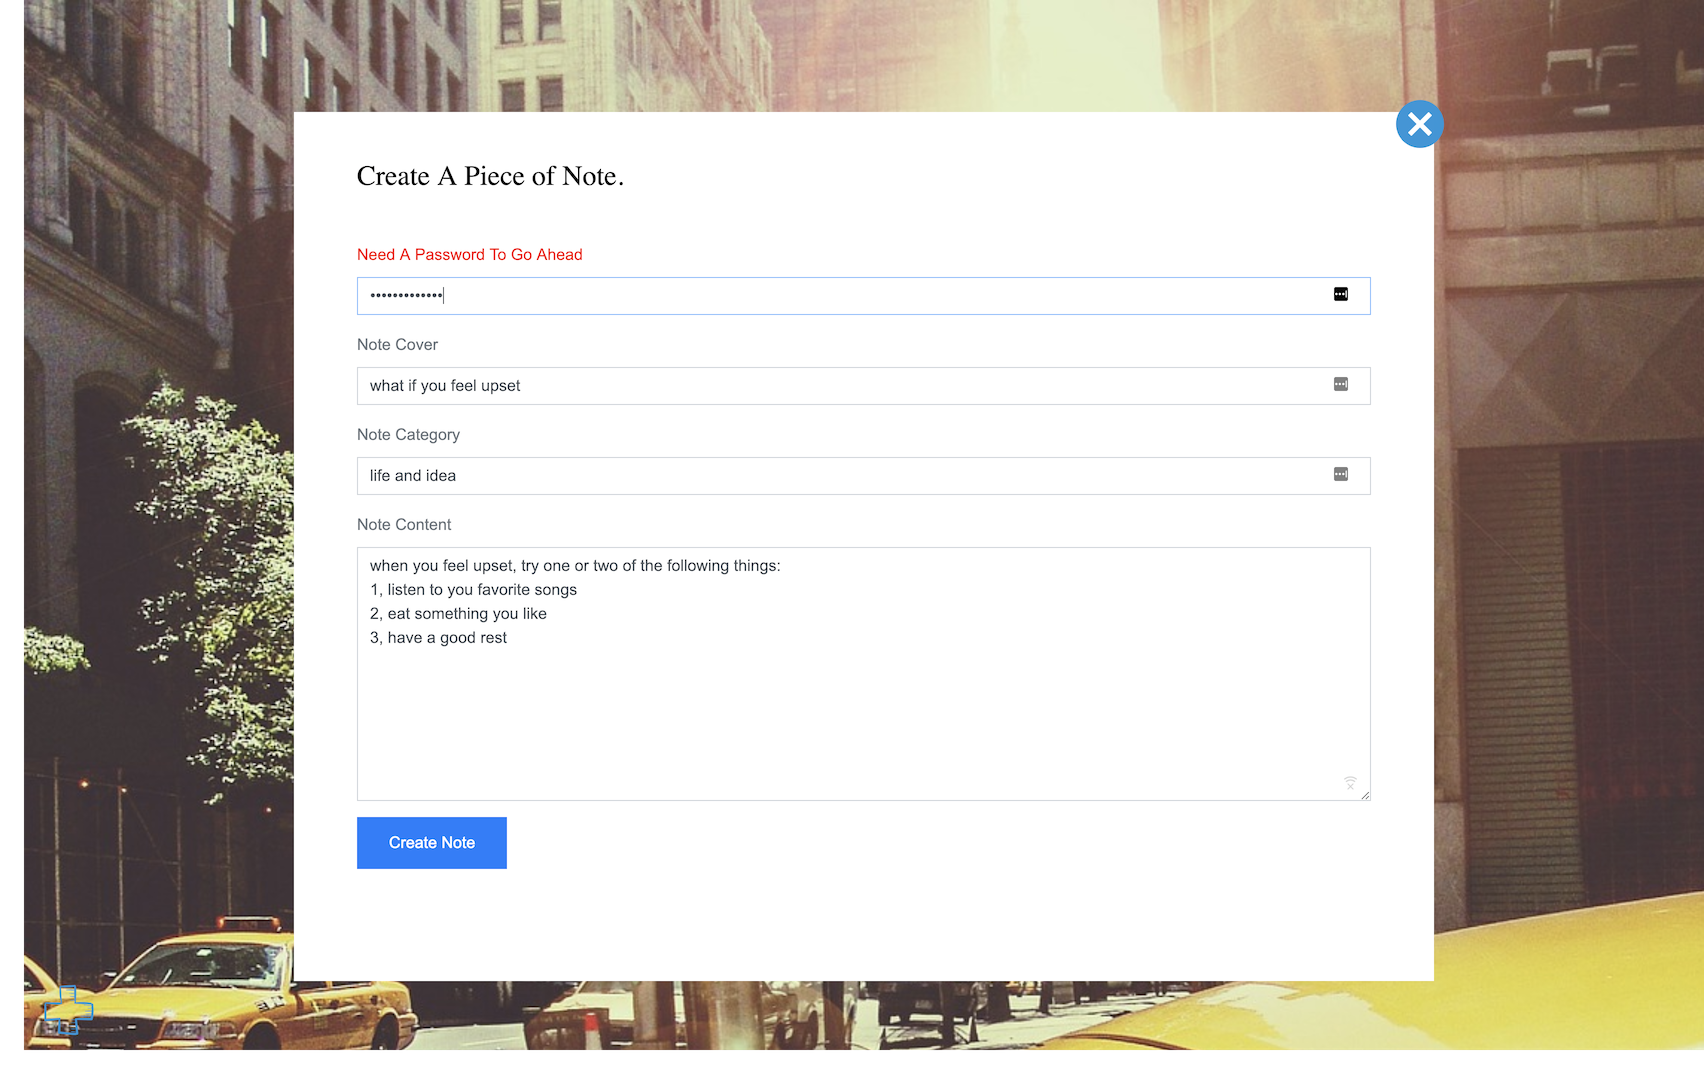 Create A Piece of Note.
Need A Password To Go Ahead
•••••••••••••
Note Cover
what if you feel upset
Note Category
life and idea
Note Content
when you feel upset, try one or two of the following things:
1, listen to you favorite songs
2, eat something you like
3, have a good rest
Create Note